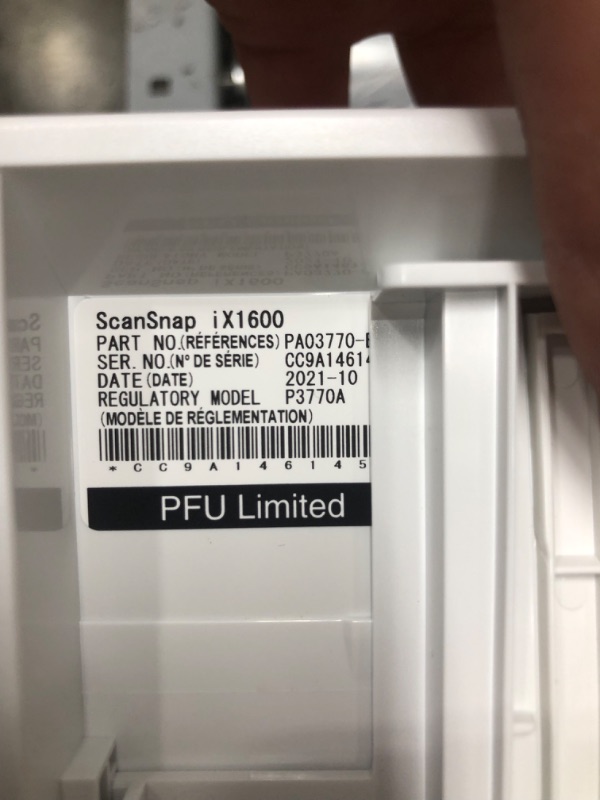 ScanSnap iX1600
PART NO.(RÉFÉRENCES) PA03770-
SER. NO.(N° DE SÉRIE) CC9A14614
DATE (DATE) 2021-10
REGULATORY MODEL P3770A
(MODÈLE DE RÉGLEMENTATION)
*CC9A146145
PFU Limited